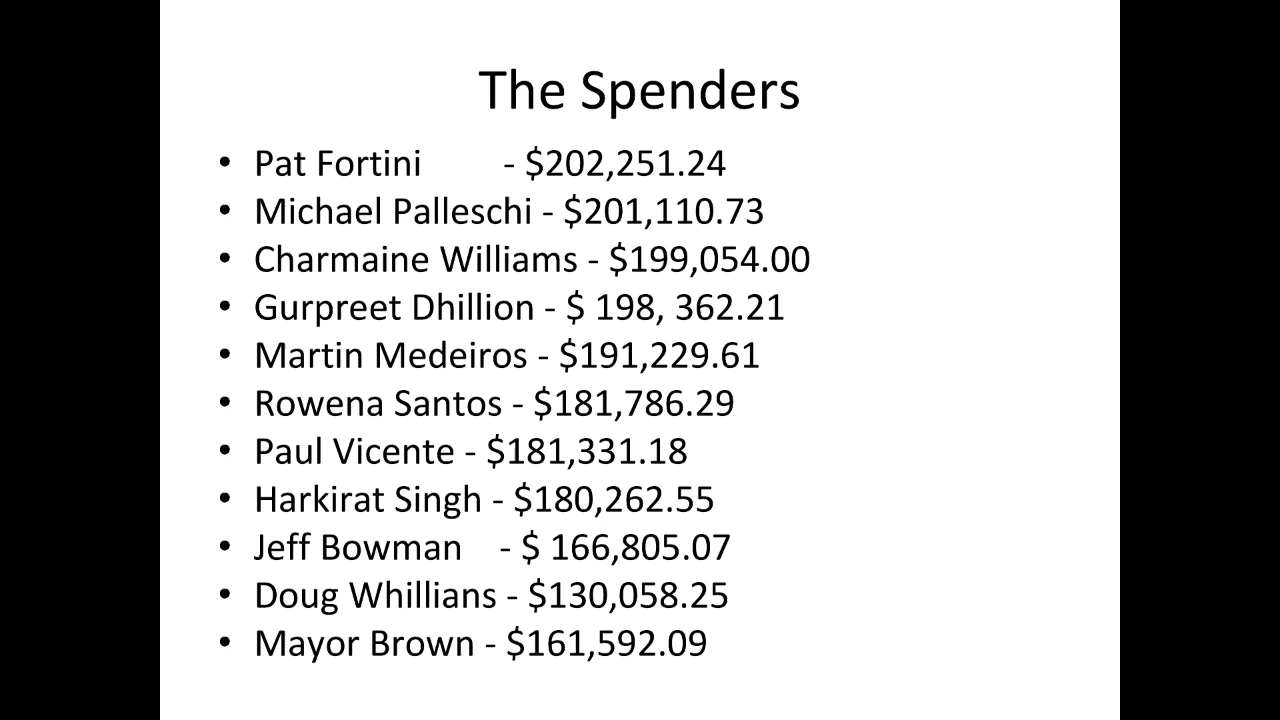 The Spenders
• Pat Fortini - $202,251.24
• Michael Palleschi - $201,110.73
• Charmaine Williams - $199,054.00
• Gurpreet Dhillion - $ 198, 362.21
• Martin Medeiros - $191,229.61
• Rowena Santos - $181,786.29
• Paul Vicente - $181,331.18
• Harkirat Singh - $180,262.55
• Jeff Bowman - $ 166,805.07
• Doug Whillians - $130,058.25
• Mayor Brown - $161,592.09